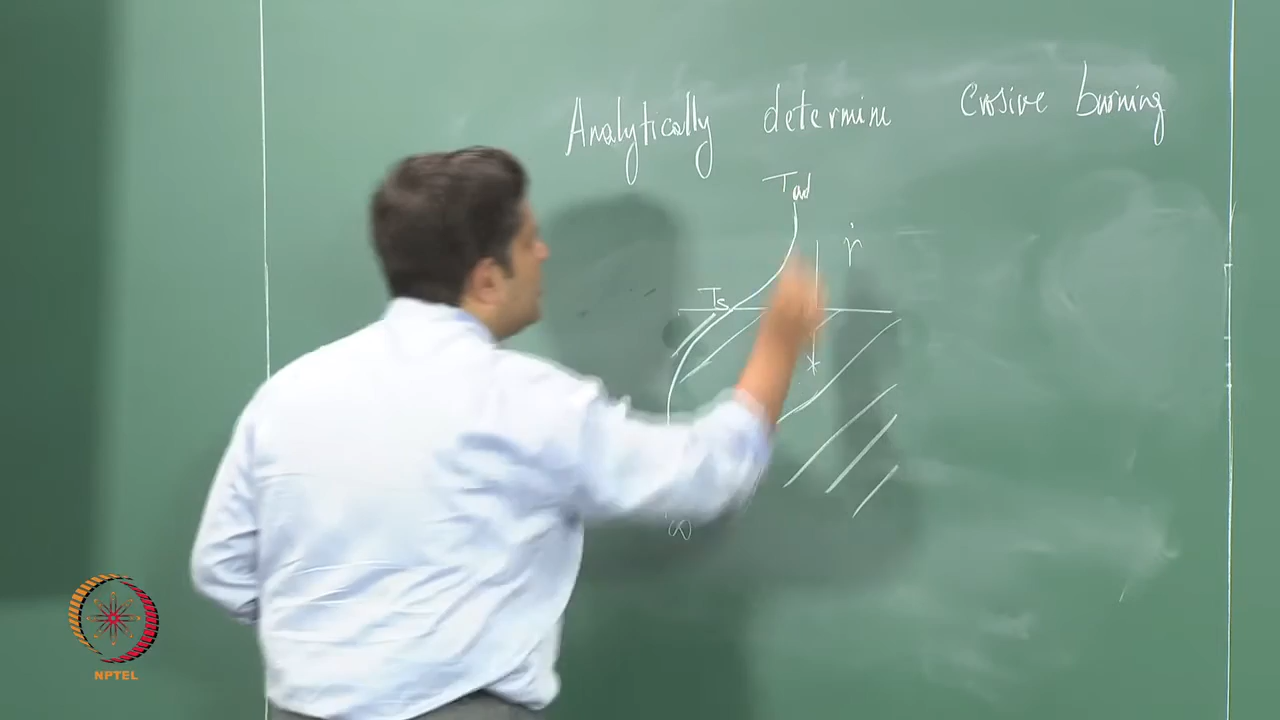 Analytically determine erosive burning
Tad
ṙ
Ts
NPTEL